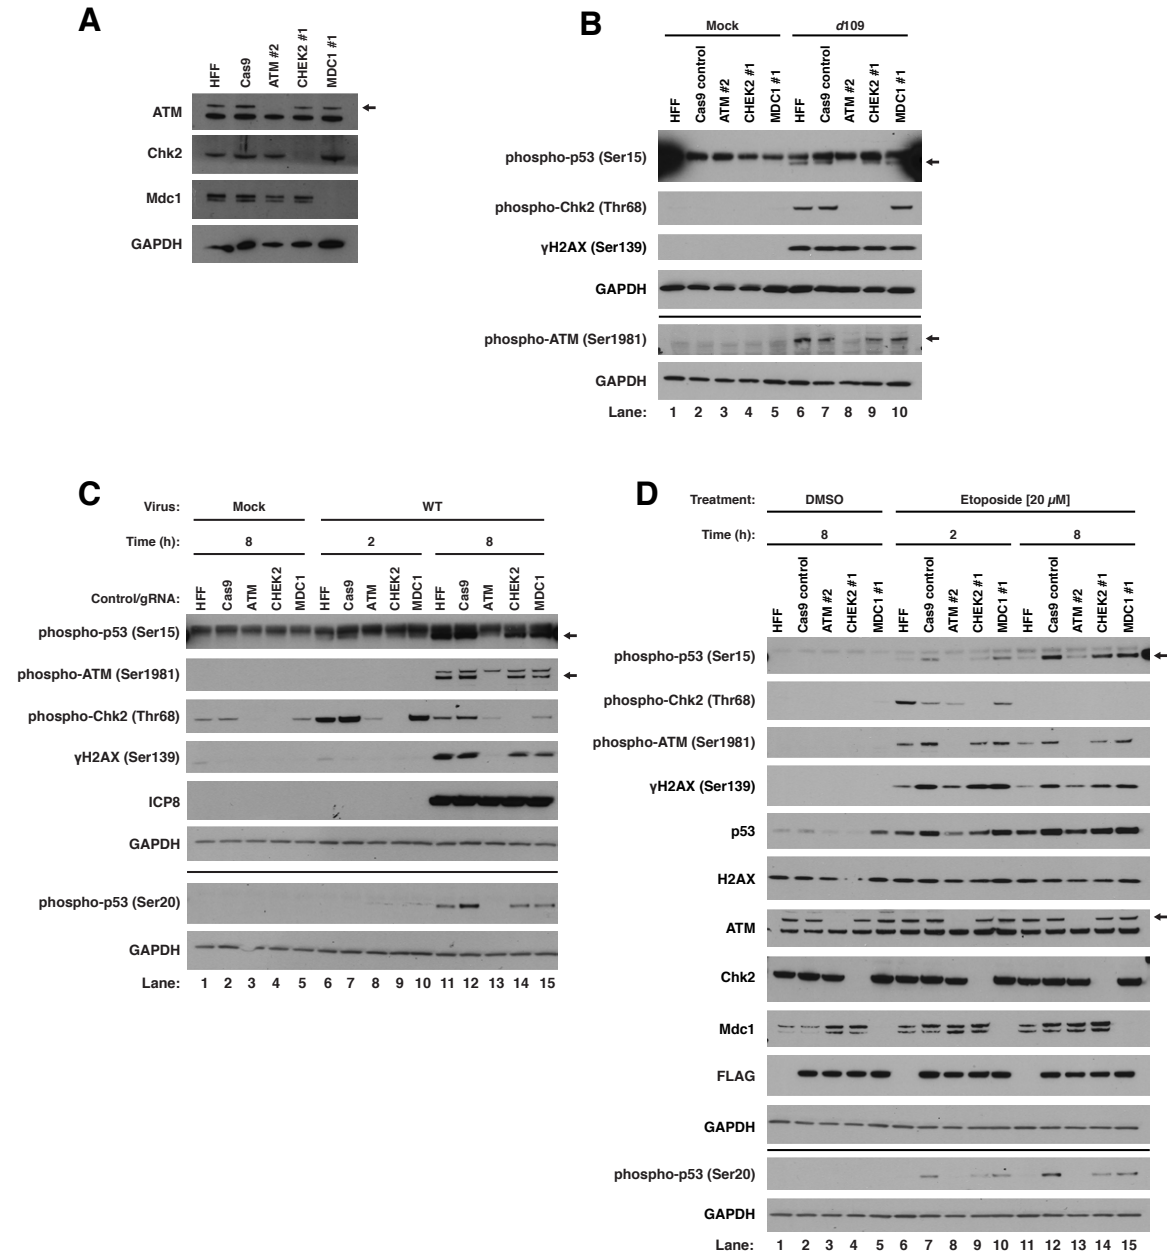 A
HFF
Cas9
ATM #2
CHEK2 #1
MDC1 #1
ATM
Chk2
Mdc1
GAPDH
B
Mock
d109
HFF
Cas9 control
ATM #2
CHEK2 #1
MDC1 #1
HFF
Cas9 control
ATM #2
CHEK2 #1
MDC1 #1
phospho-p53 (Ser15)
phospho-Chk2 (Thr68)
γH2AX (Ser139)
GAPDH
phospho-ATM (Ser1981)
GAPDH
Lane: 1 2 3 4 5 6 7 8 9 10
C
Virus: Mock WT
Time (h): 8 2 8
Control/gRNA: HFF Cas9 ATM CHEK2 MDC1 HFF Cas9 ATM CHEK2 MDC1 HFF Cas9 ATM CHEK2 MDC1
phospho-p53 (Ser15)
phospho-ATM (Ser1981)
phospho-Chk2 (Thr68)
γH2AX (Ser139)
ICP8
GAPDH
phospho-p53 (Ser20)
GAPDH
Lane: 1 2 3 4 5 6 7 8 9 10 11 12 13 14 15
D
Treatment: DMSO Etoposide [20 µM]
Time (h): 8 2 8
HFF
Cas9 control
ATM #2
CHEK2 #1
MDC1 #1
HFF
Cas9 control
ATM #2
CHEK2 #1
MDC1 #1
HFF
Cas9 control
ATM #2
CHEK2 #1
MDC1 #1
phospho-p53 (Ser15)
phospho-Chk2 (Thr68)
phospho-ATM (Ser1981)
γH2AX (Ser139)
p53
H2AX
ATM
Chk2
Mdc1
FLAG
GAPDH
phospho-p53 (Ser20)
GAPDH
Lane: 1 2 3 4 5 6 7 8 9 10 11 12 13 14 15